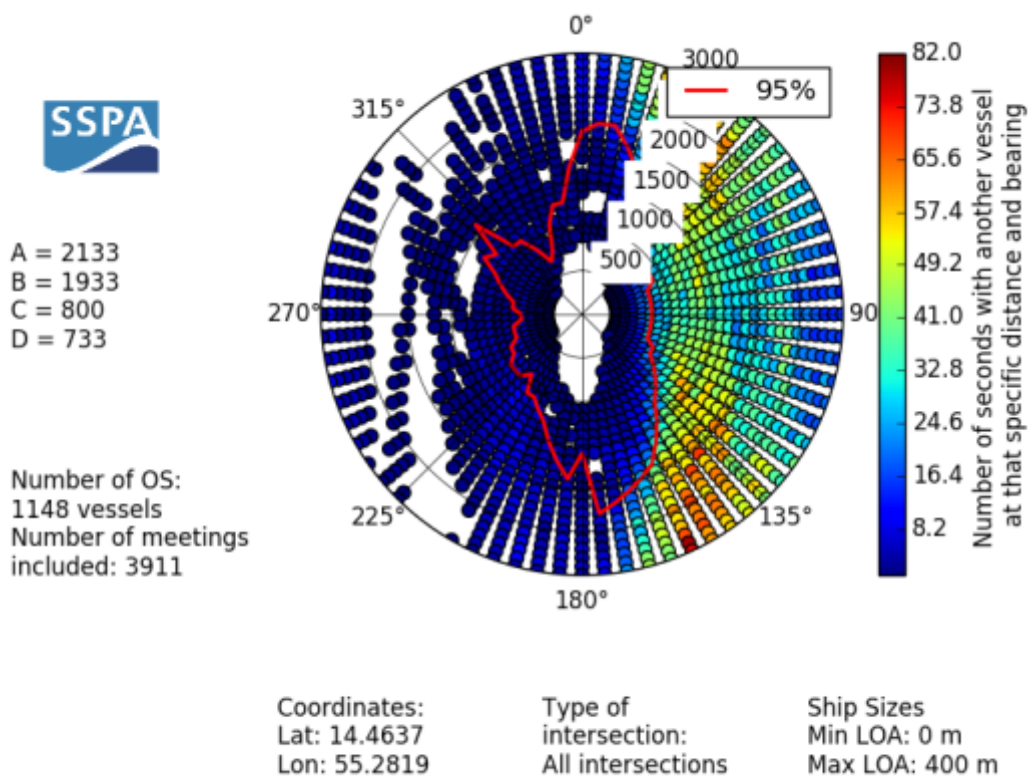 0°
3000
82.0
95%
315°
73.8
SSPA
2000
65.6
1500
57.4
A = 2133
1000
B = 1933
500
49.2
C = 800
270°
90
41.0
D = 733
32.8
24.6
Number of OS:
16.4
1148 vessels
225°
135°
8.2
Number of meetings
included: 3911
180°
Number of seconds with another vessel
at that specific distance and bearing
Coordinates:
Lat: 14.4637
Lon: 55.2819
Type of
intersection:
All intersections
Ship Sizes
Min LOA: 0 m
Max LOA: 400 m